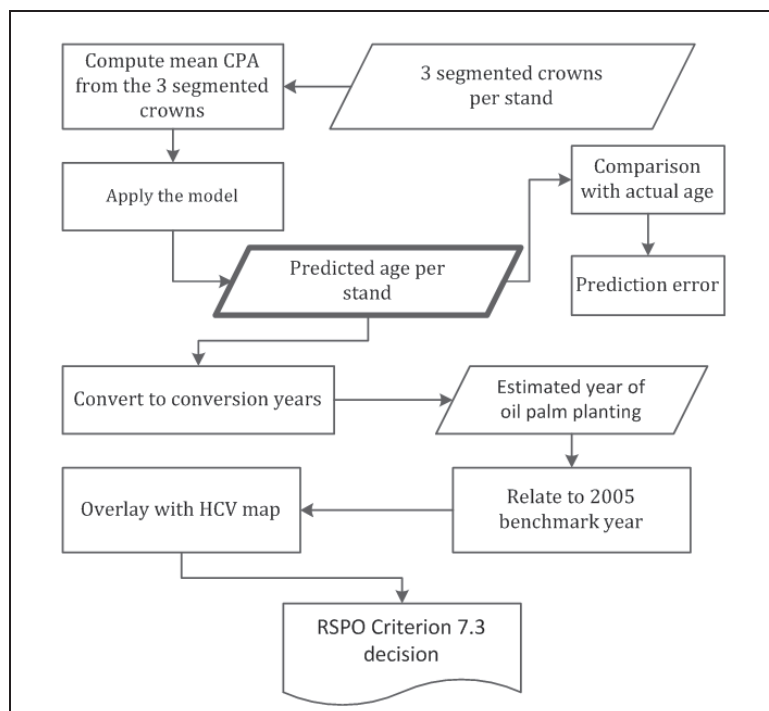 Compute mean CPA
from the 3 segmented
crowns
3 segmented crowns
per stand
Apply the model
Comparison
with actual age
Predicted age per
stand
Prediction error
Convert to conversion years
Estimated year of
oil palm planting
Overlay with HCV map
Relate to 2005
benchmark year
RSPO Criterion 7.3
decision